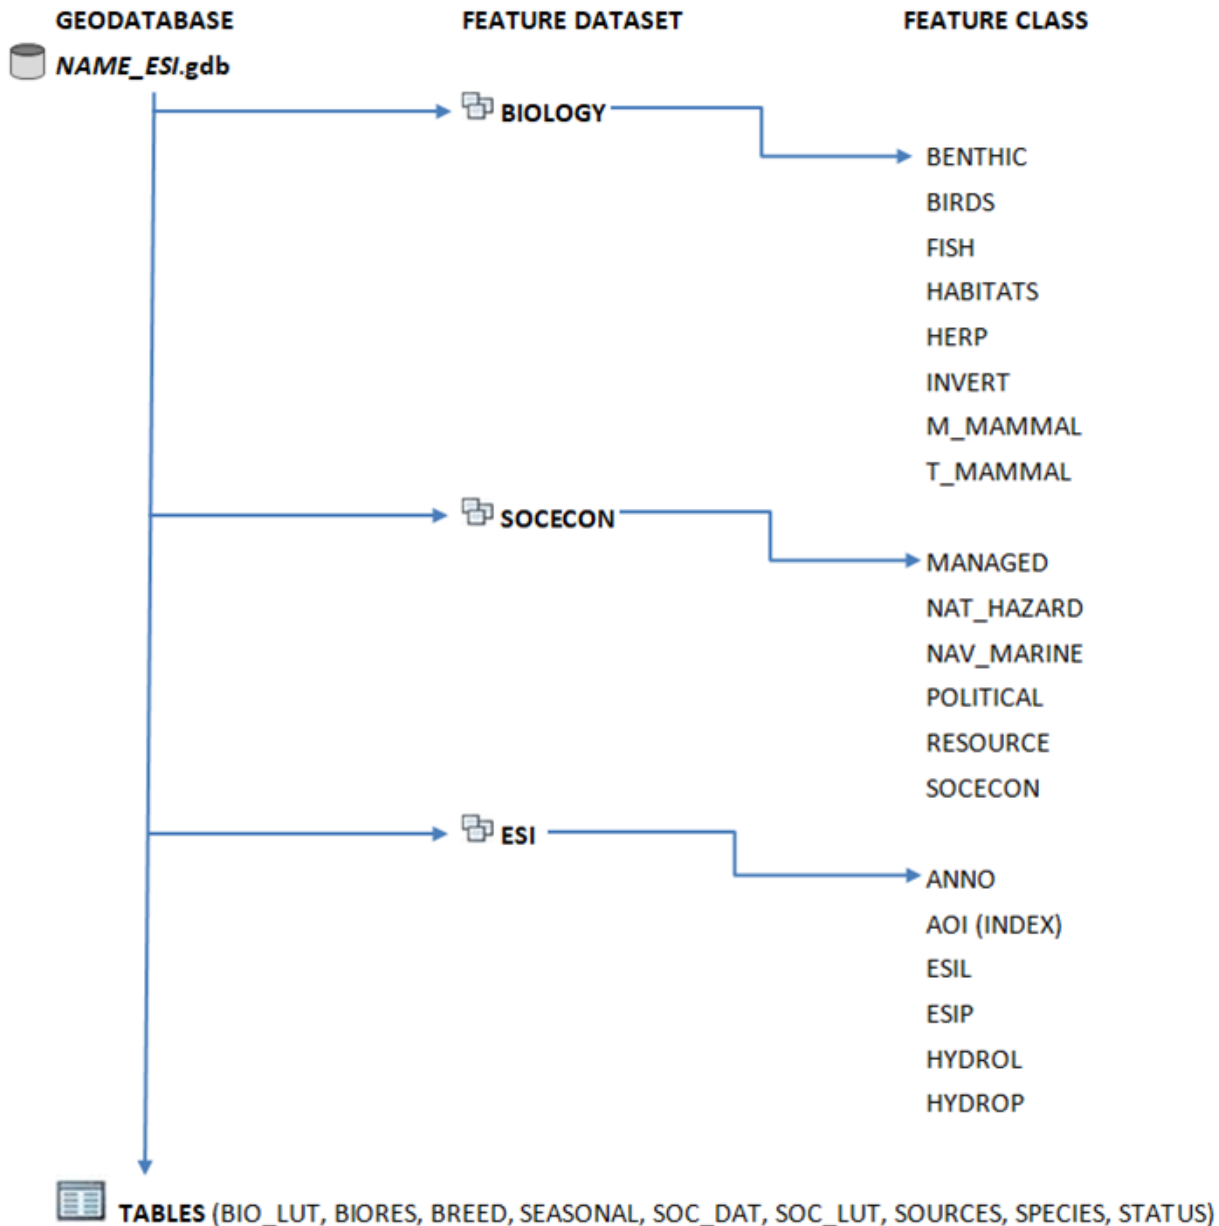 GEODATABASE FEATURE DATASET FEATURE CLASS
NAME_ESI.gdb
BIOLOGY
BENTHIC
BIRDS
FISH
HABITATS
HERP
INVERT
M_MAMMAL
T_MAMMAL
SOCECON
MANAGED
NAT_HAZARD
NAV_MARINE
POLITICAL
RESOURCE
SOCECON
ESI
ANNO
AOI (INDEX)
ESIL
ESIP
HYDROL
HYDROP
TABLES (BIO_LUT, BIORES, BREED, SEASONAL, SOC_DAT, SOC_LUT, SOURCES, SPECIES, STATUS)